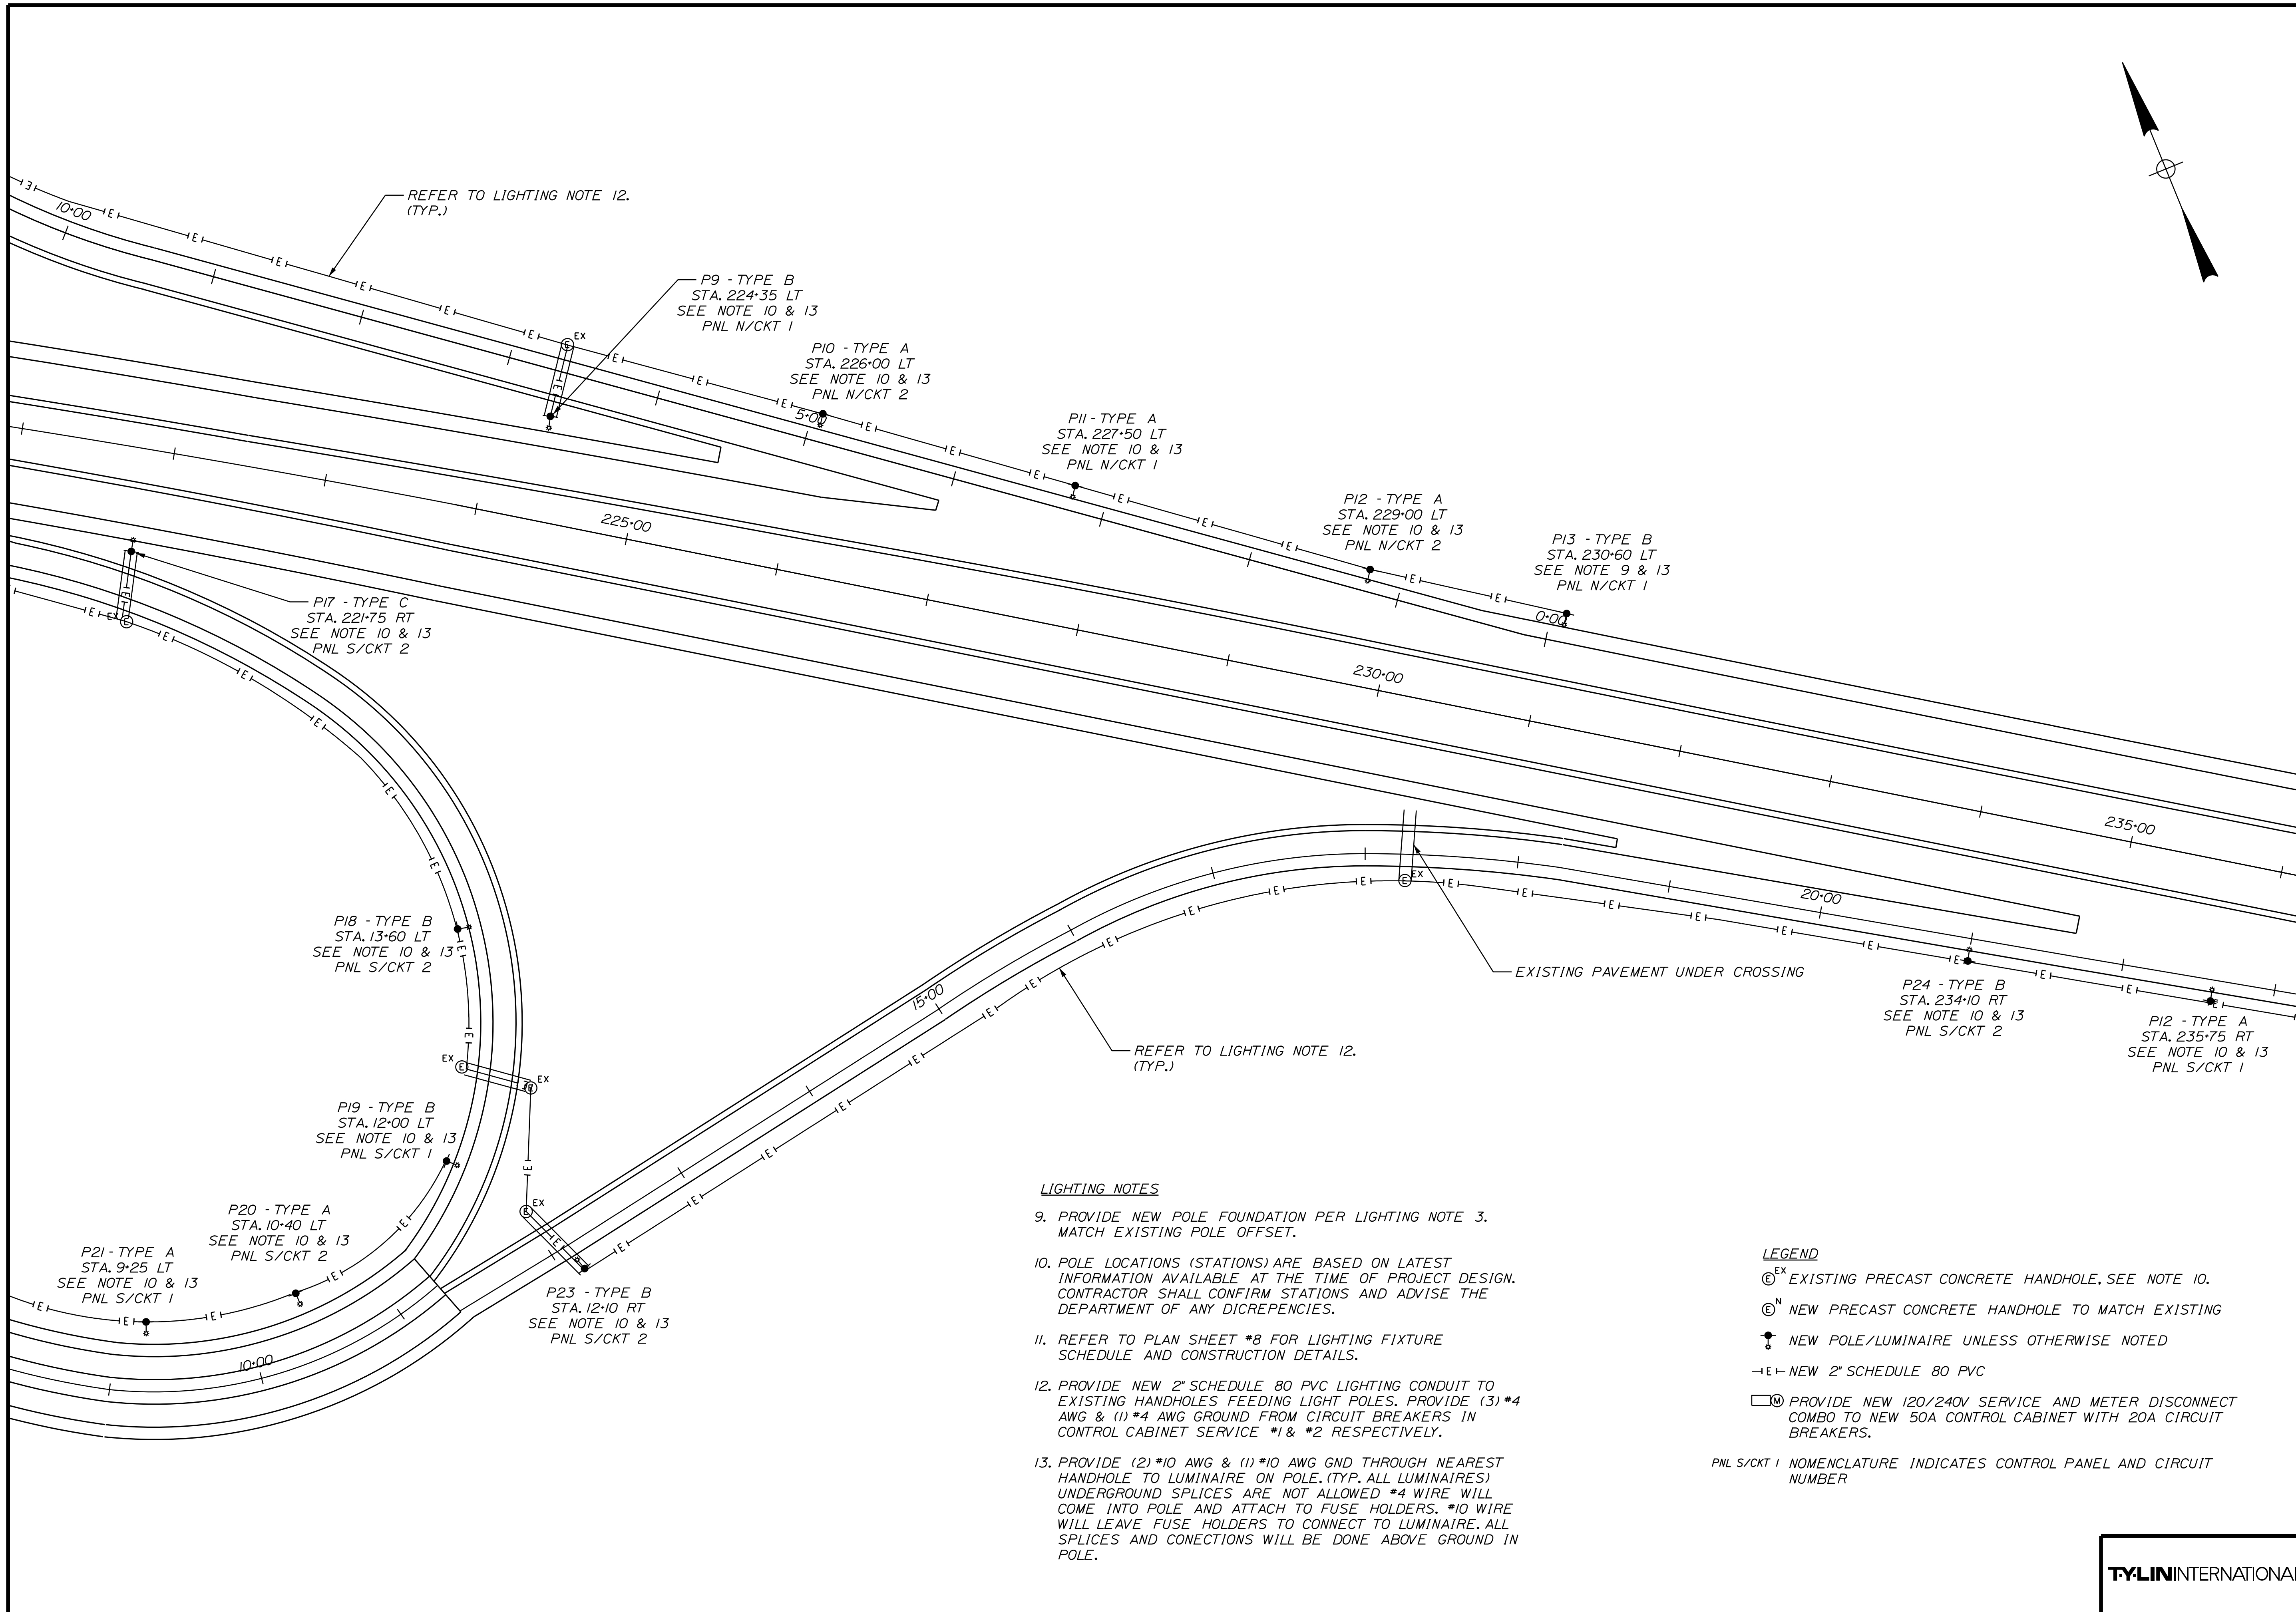 10+00
REFER TO LIGHTING NOTE 12.
(TYP.)
P9 - TYPE B
STA. 224+35 LT
SEE NOTE 10 & 13
PNL N/CKT 1
EX
P10 - TYPE A
STA. 226+00 LT
SEE NOTE 10 & 13
PNL N/CKT 2
5+00
P11 - TYPE A
STA. 227+50 LT
SEE NOTE 10 & 13
PNL N/CKT 1
P12 - TYPE A
STA. 229+00 LT
SEE NOTE 10 & 13
PNL N/CKT 2
P13 - TYPE B
STA. 230+60 LT
SEE NOTE 9 & 13
PNL N/CKT 1
0+00
225+00
230+00
235+00
EX
P17 - TYPE C
STA. 221+75 RT
SEE NOTE 10 & 13
PNL S/CKT 2
P18 - TYPE B
STA. 13+60 LT
SEE NOTE 10 & 13
PNL S/CKT 2
EX
EX
P19 - TYPE B
STA. 12+00 LT
SEE NOTE 10 & 13
PNL S/CKT 1
P20 - TYPE A
STA. 10+40 LT
SEE NOTE 10 & 13
PNL S/CKT 2
P21 - TYPE A
STA. 9+25 LT
SEE NOTE 10 & 13
PNL S/CKT 1
10+00
EX
P23 - TYPE B
STA. 12+10 RT
SEE NOTE 10 & 13
PNL S/CKT 2
15+00
REFER TO LIGHTING NOTE 12.
(TYP.)
EX
EXISTING PAVEMENT UNDER CROSSING
20+00
P24 - TYPE B
STA. 234+10 RT
SEE NOTE 10 & 13
PNL S/CKT 2
P12 - TYPE A
STA. 235+75 RT
SEE NOTE 10 & 13
PNL S/CKT 1
LIGHTING NOTES
9. PROVIDE NEW POLE FOUNDATION PER LIGHTING NOTE 3.
MATCH EXISTING POLE OFFSET.
10. POLE LOCATIONS (STATIONS) ARE BASED ON LATEST
INFORMATION AVAILABLE AT THE TIME OF PROJECT DESIGN.
CONTRACTOR SHALL CONFIRM STATIONS AND ADVISE THE
DEPARTMENT OF ANY DICREPENCIES.
11. REFER TO PLAN SHEET #8 FOR LIGHTING FIXTURE
SCHEDULE AND CONSTRUCTION DETAILS.
12. PROVIDE NEW 2" SCHEDULE 80 PVC LIGHTING CONDUIT TO
EXISTING HANDHOLES FEEDING LIGHT POLES. PROVIDE (3) #4
AWG & (1) #4 AWG GROUND FROM CIRCUIT BREAKERS IN
CONTROL CABINET SERVICE #1 & #2 RESPECTIVELY.
13. PROVIDE (2) #10 AWG & (1) #10 AWG GND THROUGH NEAREST
HANDHOLE TO LUMINAIRE ON POLE. (TYP. ALL LUMINAIRES)
UNDERGROUND SPLICES ARE NOT ALLOWED #4 WIRE WILL
COME INTO POLE AND ATTACH TO FUSE HOLDERS. #10 WIRE
WILL LEAVE FUSE HOLDERS TO CONNECT TO LUMINAIRE. ALL
SPLICES AND CONECTIONS WILL BE DONE ABOVE GROUND IN
POLE.
LEGEND
E EX EXISTING PRECAST CONCRETE HANDHOLE, SEE NOTE 10.
E N NEW PRECAST CONCRETE HANDHOLE TO MATCH EXISTING
NEW POLE/LUMINAIRE UNLESS OTHERWISE NOTED
E NEW 2" SCHEDULE 80 PVC
M PROVIDE NEW 120/240V SERVICE AND METER DISCONNECT
COMBO TO NEW 50A CONTROL CABINET WITH 20A CIRCUIT
BREAKERS.
PNL S/CKT 1 NOMENCLATURE INDICATES CONTROL PANEL AND CIRCUIT
NUMBER
T·Y·LIN INTERNATIONAL